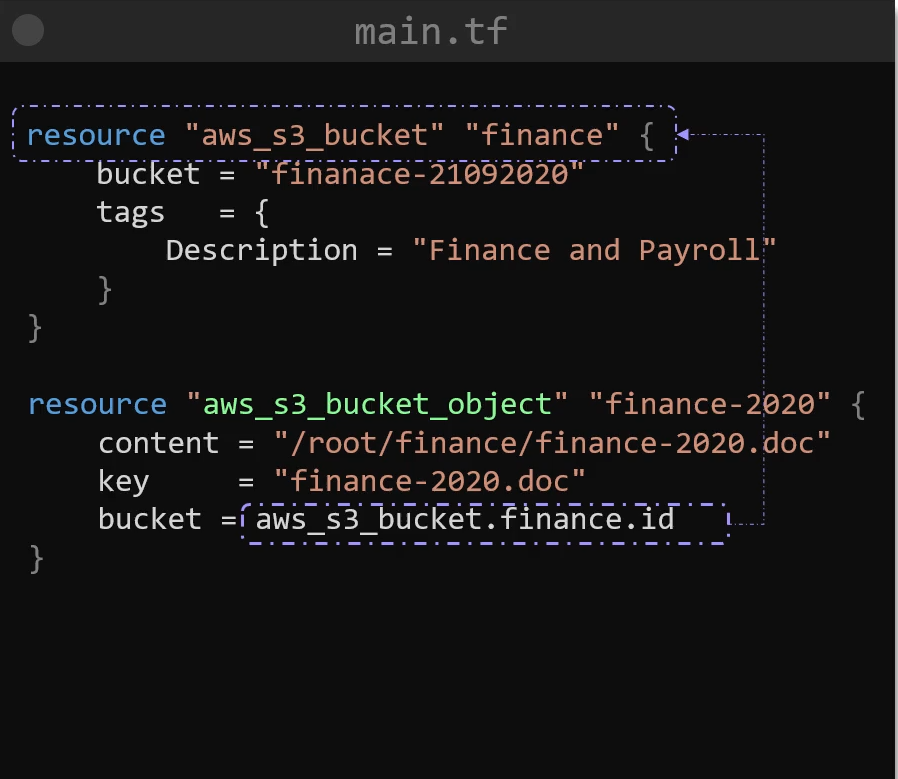 main.tf
resource "aws_s3_bucket" "finance" {
bucket = "finanace-21092020"
tags = {
Description = "Finance and Payroll"
}
}
resource "aws_s3_bucket_object" "finance-2020" {
content = "/root/finance/finance-2020.doc"
key = "finance-2020.doc"
bucket = aws_s3_bucket.finance.id
}